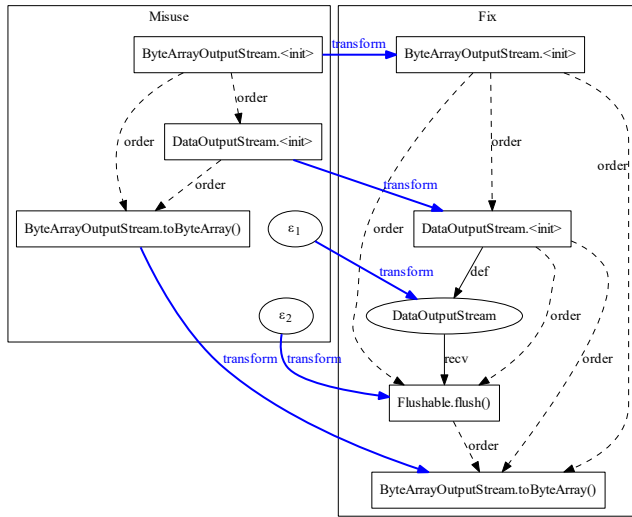 Misuse
Fix
ByteArrayOutputStream.<init>
transform
ByteArrayOutputStream.<init>
order
order
DataOutputStream.<init>
order
order
order
order
transform
ByteArrayOutputStream.toByteArray()
ε1
DataOutputStream.<init>
order
transform
def
ε2
DataOutputStream
order
order
transform
transform
recv
Flushable.flush()
order
ByteArrayOutputStream.toByteArray()